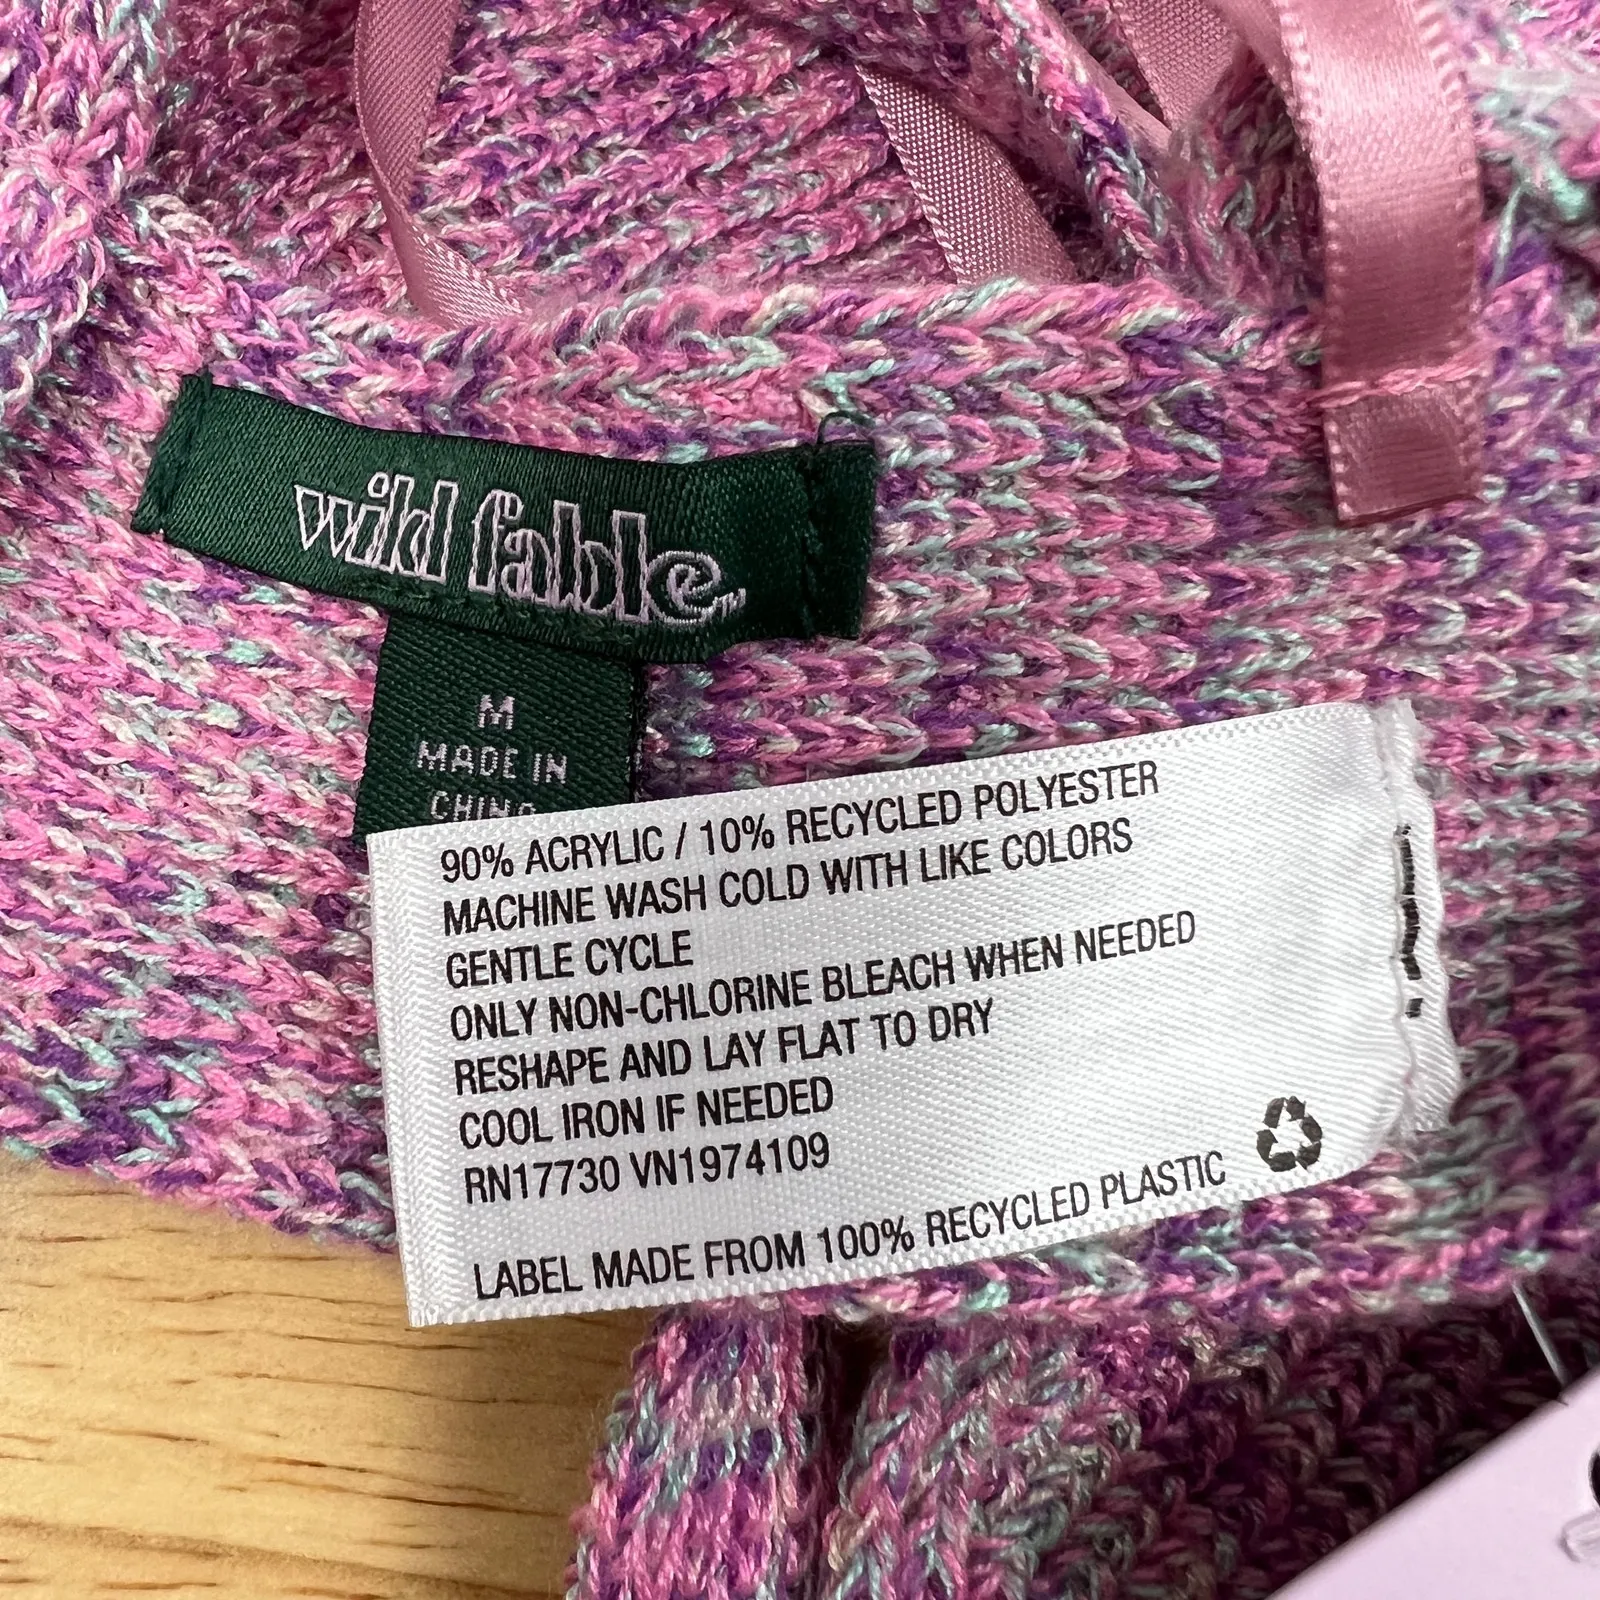 wild fable™
M
MADE IN
CHINA
90% ACRYLIC / 10% RECYCLED POLYESTER
MACHINE WASH COLD WITH LIKE COLORS
GENTLE CYCLE
ONLY NON-CHLORINE BLEACH WHEN NEEDED
RESHAPE AND LAY FLAT TO DRY
COOL IRON IF NEEDED
RN17730 VN1974109
LABEL MADE FROM 100% RECYCLED PLASTIC